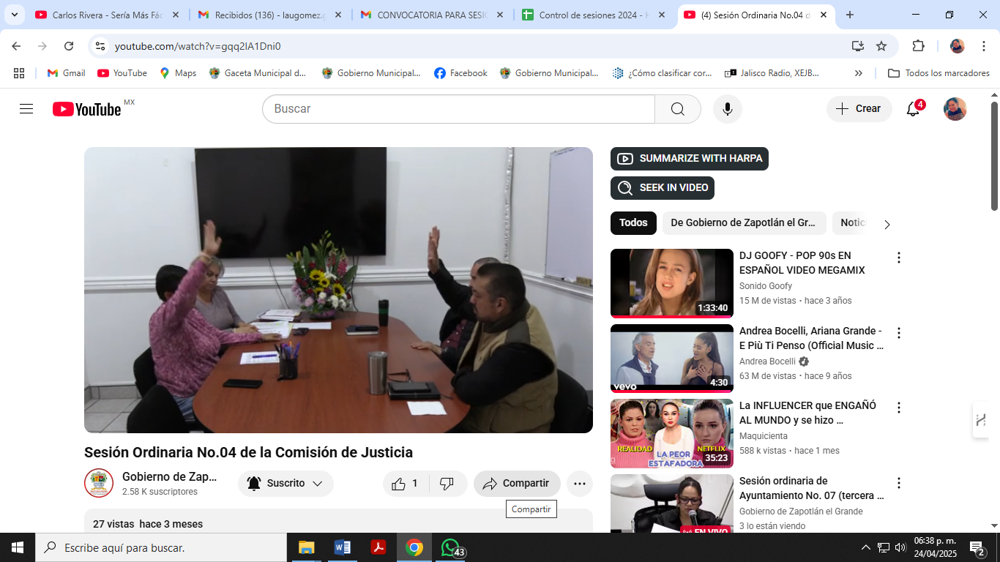 Carlos Rivera - Sería Más Fác
Recibidos (136) - laugomez.g
CONVOCATORIA PARA SESIO
Control de sesiones 2024 - H
(4) Sesión Ordinaria No.04 d
youtube.com/watch?v=gqq2lA1Dni0
Gmail
YouTube
Maps
Gaceta Municipal d...
Gobierno Municipal...
Facebook
Gobierno Municipal...
¿Cómo clasificar cor...
Jalisco Radio, XEJB...
Todos los marcadores
YouTube MX
Buscar
Crear
4
SUMMARIZE WITH HARPA
SEEK IN VIDEO
Todos
De Gobierno de Zapotlán el Gr...
Notic
DJ GOOFY - POP 90s EN
ESPAÑOL VIDEO MEGAMIX
Sonido Goofy
15 M de vistas • hace 3 años
1:33:40
Andrea Bocelli, Ariana Grande -
E Più Ti Penso (Official Music ...
Andrea Bocelli
63 M de vistas • hace 9 años
vevo
4:30
La INFLUENCER que ENGAÑÓ
AL MUNDO y se hizo ...
Maquicienta
588 k vistas • hace 1 mes
REALIDAD
NETFLIX
LA PEOR
ESTAFADORA
35:23
Sesión ordinaria de
Ayuntamiento No. 07 (tercera ...
Gobierno de Zapotlán el Grande
3 lo están viendo
EN VIVO
Sesión Ordinaria No.04 de la Comisión de Justicia
Gobierno de Zap...
2.58 K suscriptores
Suscrito
1
Compartir
Compartir
27 vistas hace 3 meses
Escribe aquí para buscar.
43
06:38 p. m.
24/04/2025
2